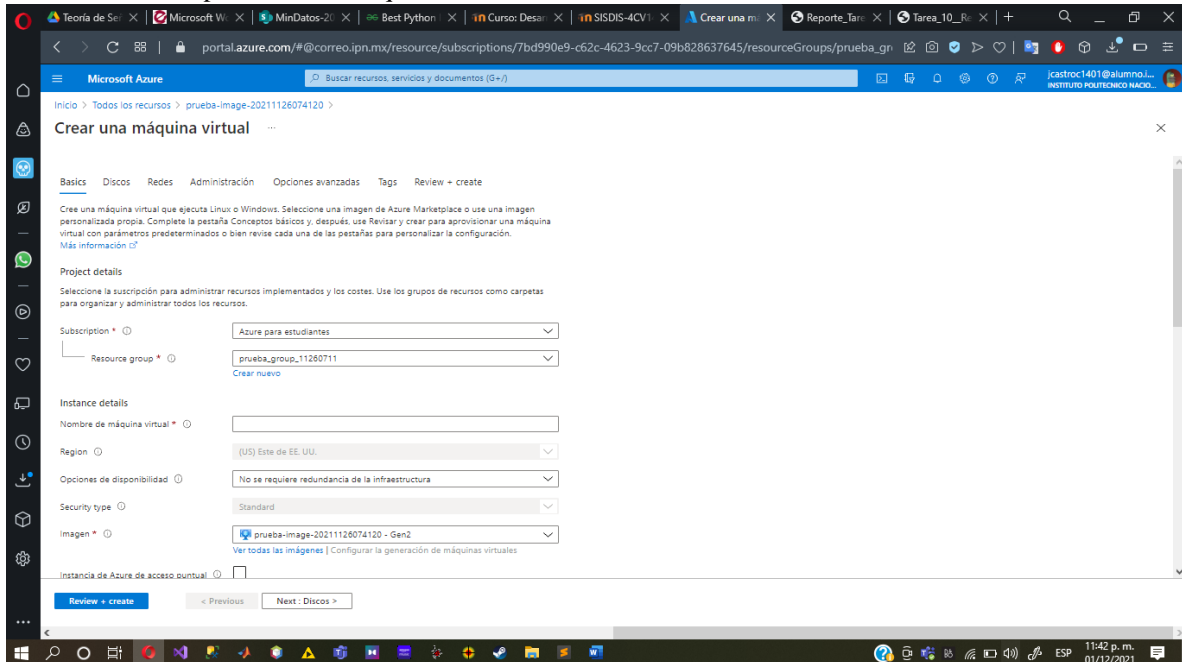 Teoría de Ser
Microsoft Wo
MinDatos-20
Best Python
Curso: Desar
SISDIS-4CV1
Crear una m
Reporte_Tare
Tarea_10__Re
portal.azure.com/#@correo.ipn.mx/resource/subscriptions/7bd990e9-c62c-4623-9cc7-09b828637645/resourceGroups/prueba_gr
Microsoft Azure
Buscar recursos, servicios y documentos (G+/)
jcastroc1401@alumno.i...
INSTITUTO POLITECNICO NACIO...
Inicio > Todos los recursos > prueba-image-20211126074120 >
Crear una máquina virtual ...
Basics Discos Redes Administración Opciones avanzadas Tags Review + create
Cree una máquina virtual que ejecuta Linux o Windows. Seleccione una imagen de Azure Marketplace o use una imagen
personalizada propia. Complete la pestaña Conceptos básicos y, después, use Revisar y crear para aprovisionar una máquina
virtual con parámetros predeterminados o bien revise cada una de las pestañas para personalizar la configuración.
Más información
Project details
Seleccione la suscripción para administrar recursos implementados y los costes. Use los grupos de recursos como carpetas
para organizar y administrar todos los recursos.
Subscription * Azure para estudiantes
Resource group * prueba_group_11260711
Crear nuevo
Instance details
Nombre de máquina virtual *
Region (US) Este de EE. UU.
Opciones de disponibilidad No se requiere redundancia de la infraestructura
Security type Standard
Imagen * prueba-image-20211126074120 - Gen2
Ver todas las imágenes | Configurar la generación de máquinas virtuales
Instancia de Azure de acceso puntual
Review + create < Previous Next : Discos >
ESP
11:42 p. m.
01/12/2021